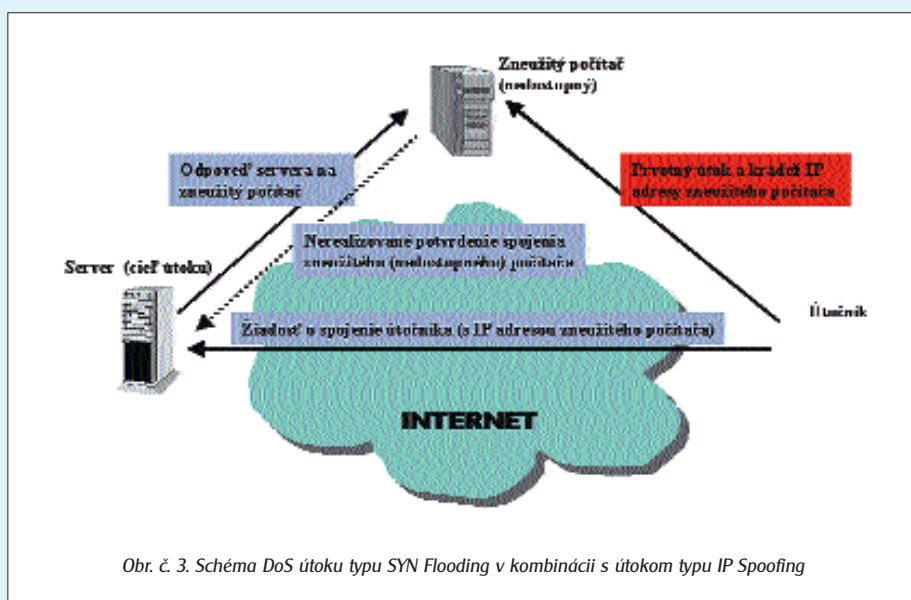 Zneužitý počítač
(nedostupný)
Odpoveď servera na
zneužitý počítač
Prvotný útok a krádež IP
adresy zneužitého počítača
Nerealizované potvrdenie spojenia
zneužitého (nedostupného) počítača
Server (cieľ útoku)
Útočník
Žiadosť o spojenie útočníka (s IP adresou zneužitého počítača)
INTERNET
Obr. č. 3. Schéma DoS útoku typu SYN Flooding v kombinácii s útokom typu IP Spoofing